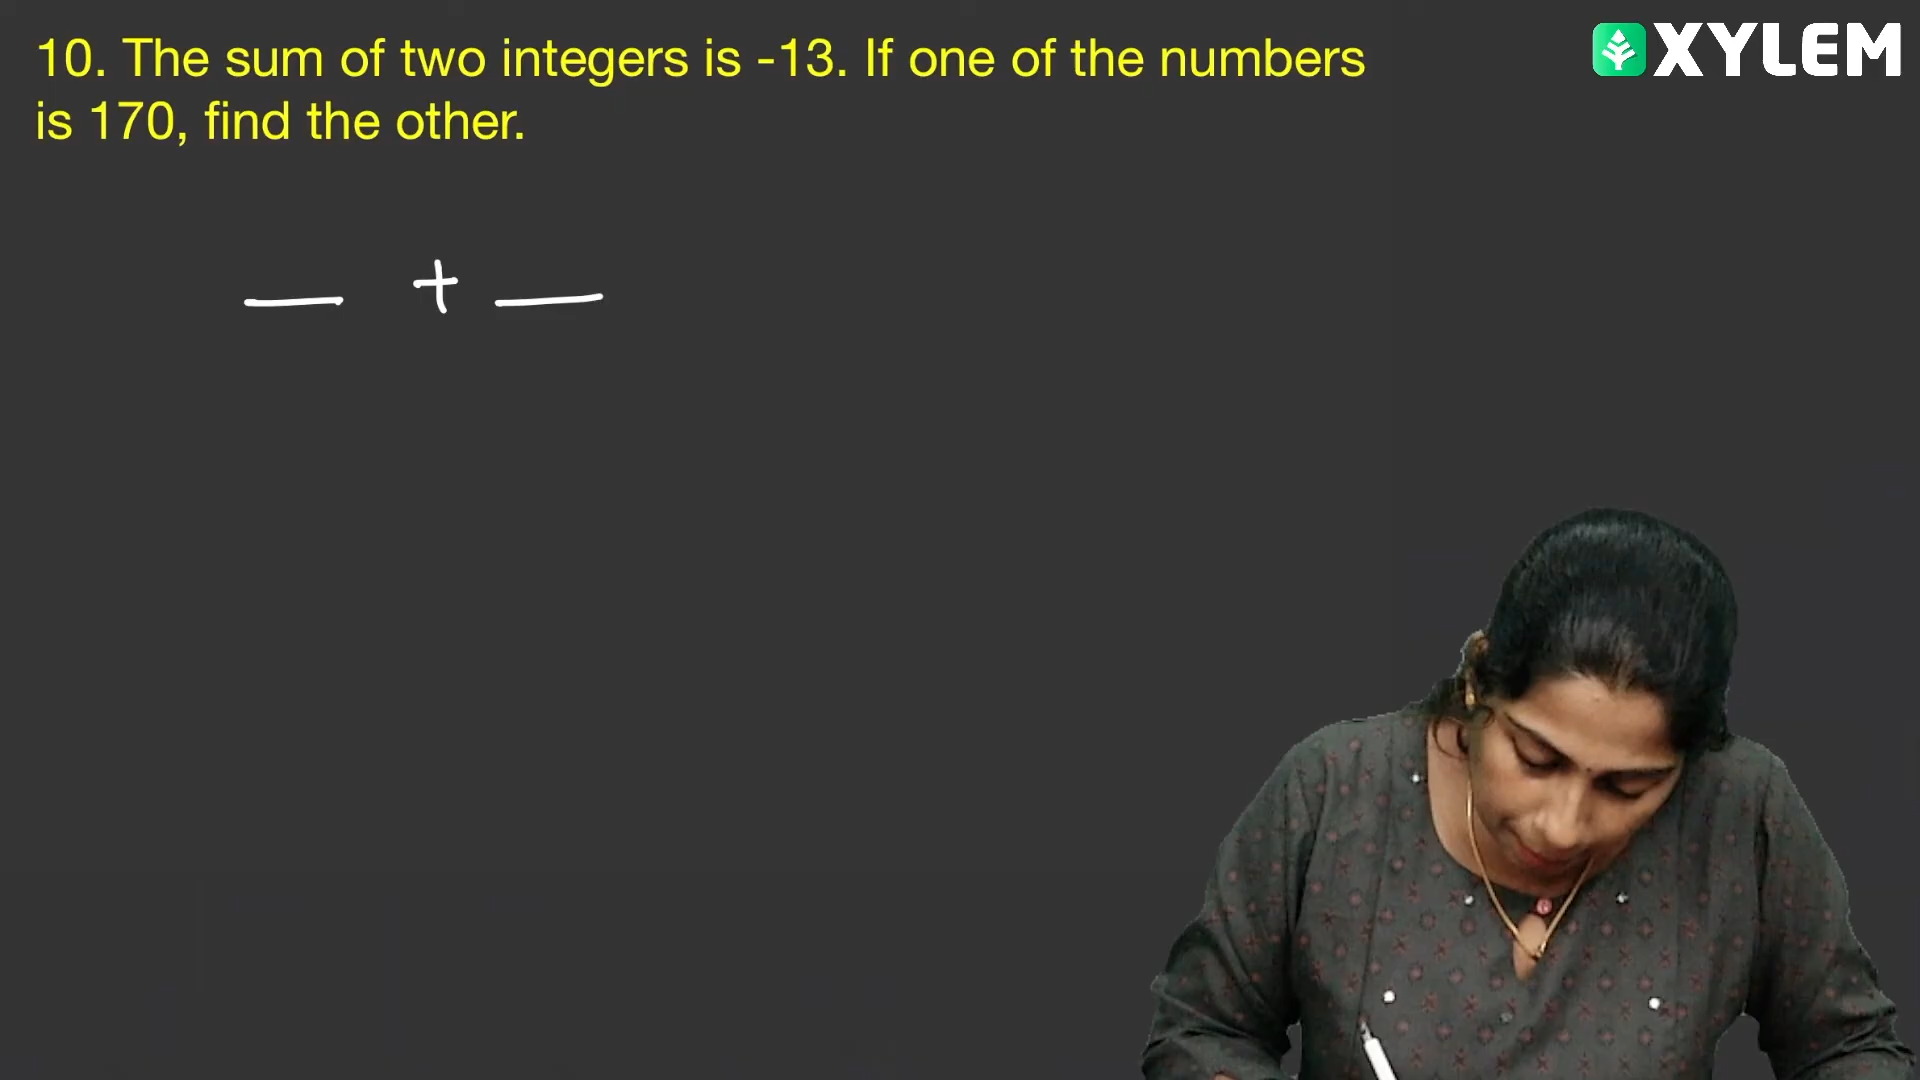 10. The sum of two integers is -13. If one of the numbers
is 170, find the other.
XYLEM
__ + __